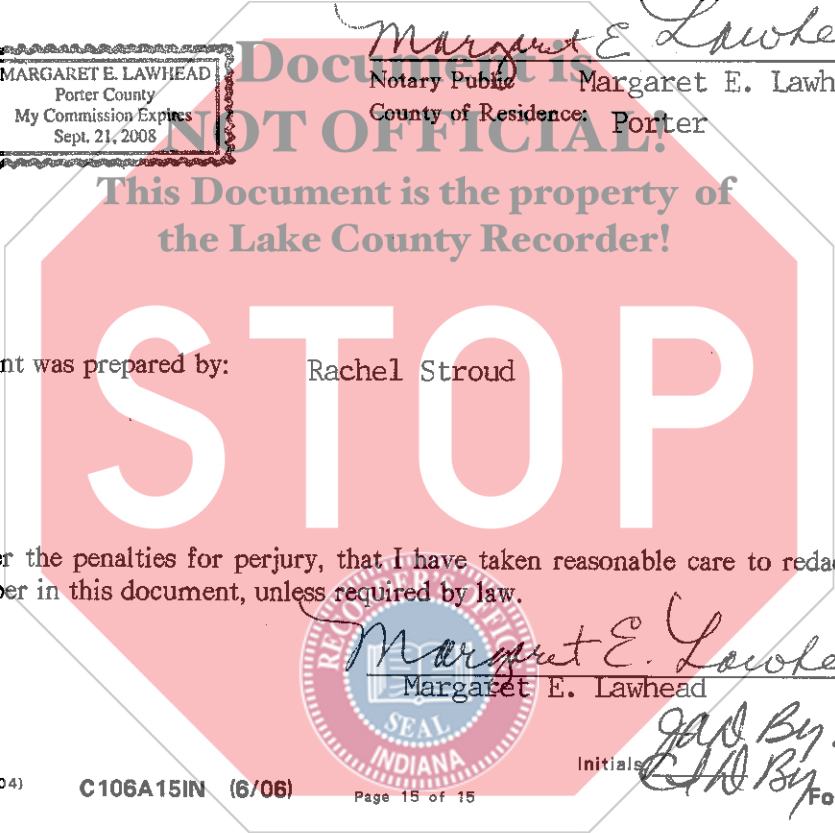 Margaret E Lawhe
MARGARET E. LAWHEAD
Porter County
My Commission Expires
Sept. 21, 2008
Document is
NOT OFFICIAL!
This Document is the property of
the Lake County Recorder!
Notary Public Margaret E. Lawh
County of Residence: Porter
STOP
nt was prepared by: Rachel Stroud
r the penalties for perjury, that I have taken reasonable care to reda
er in this document, unless required by law.
Margaret E. Lawhe
Margaret E. Lawhead
RECORDER'S OFFICE
SEAL
INDIANA
Initials
04) C106A15IN (6/06) Page 15 of 15 Fo